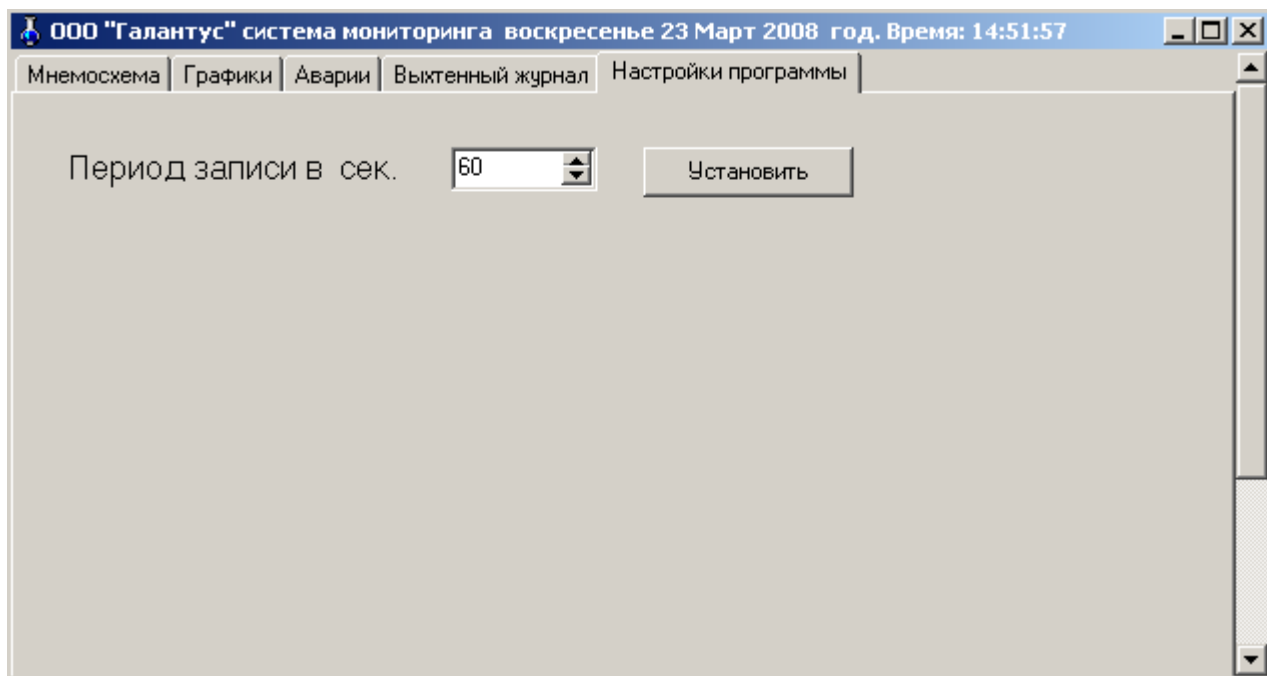 ООО "Галантус" система мониторинга воскресенье 23 Март 2008 год. Время: 14:51:57
Мнемосхема Графики Аварии Выхтенный журнал Настройки программы
Период записи в сек. 60 Установить